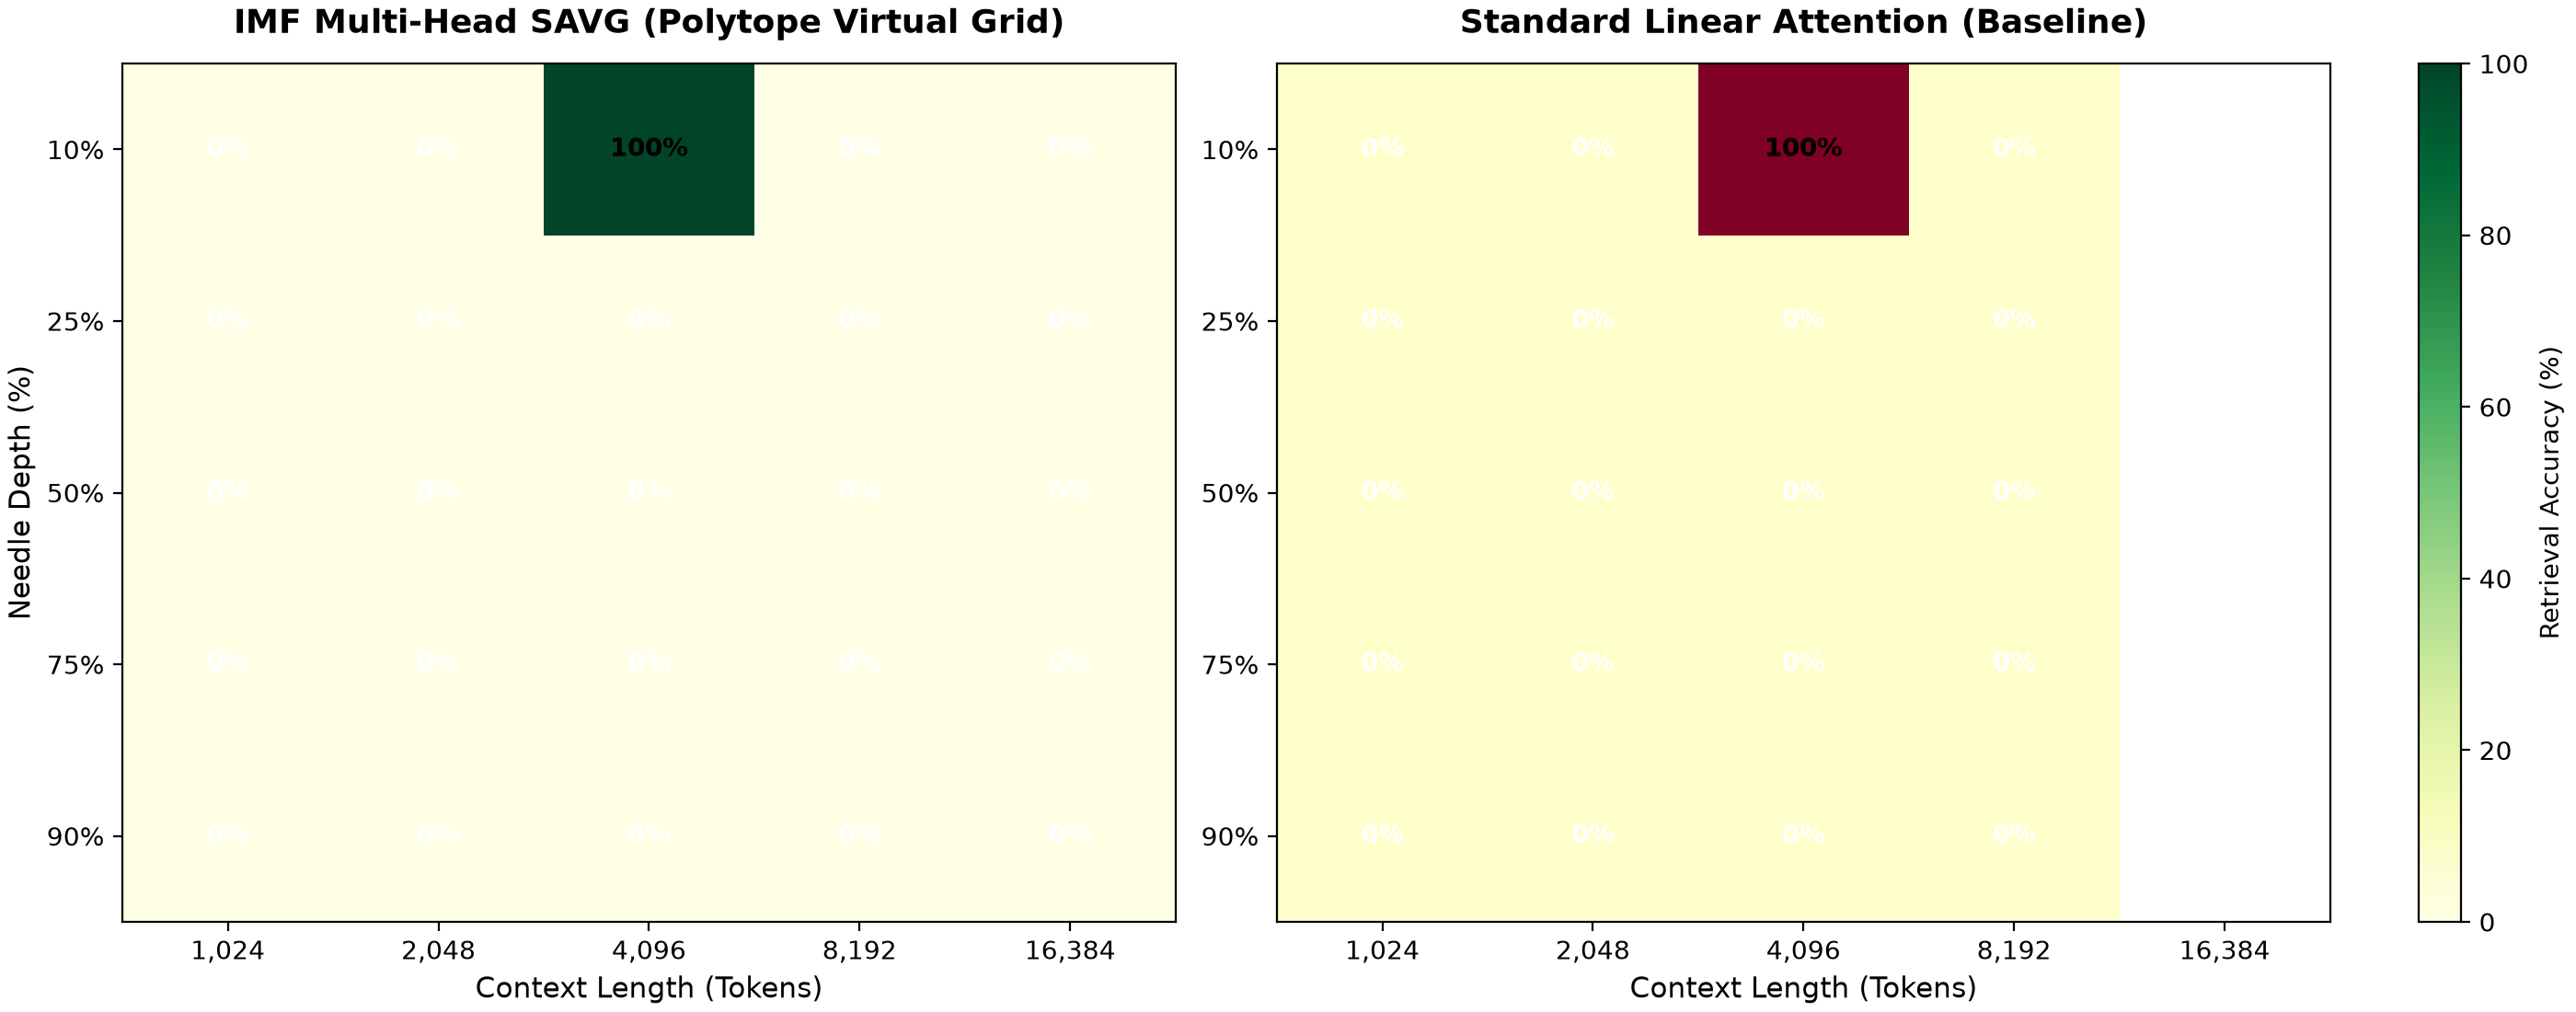 IMF Multi-Head SAVG (Polytope Virtual Grid)
Needle Depth (%)
10% 0% 0% 100% 0% 0%
25% 0% 0% 0% 0% 0%
50% 0% 0% 0% 0% 0%
75% 0% 0% 0% 0% 0%
90% 0% 0% 0% 0% 0%
1,024 2,048 4,096 8,192 16,384
Context Length (Tokens)
Standard Linear Attention (Baseline)
10% 0% 0% 100% 0%
25% 0% 0% 0% 0%
50% 0% 0% 0% 0%
75% 0% 0% 0% 0%
90% 0% 0% 0% 0%
1,024 2,048 4,096 8,192 16,384
Context Length (Tokens)
100
80
60
40
20
0
Retrieval Accuracy (%)